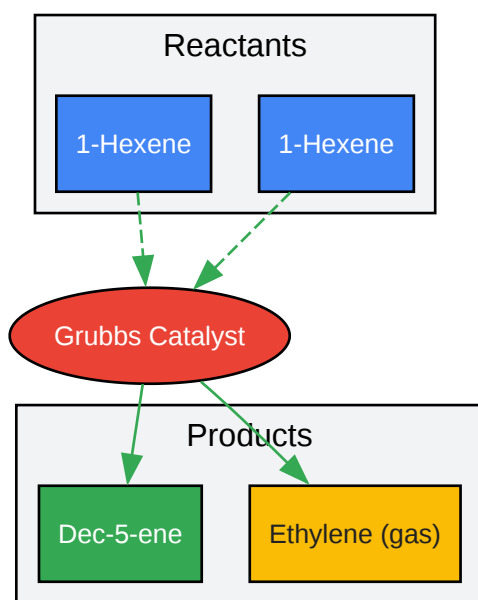 Reactants
1-Hexene
1-Hexene
Grubbs Catalyst
Products
Dec-5-ene
Ethylene (gas)